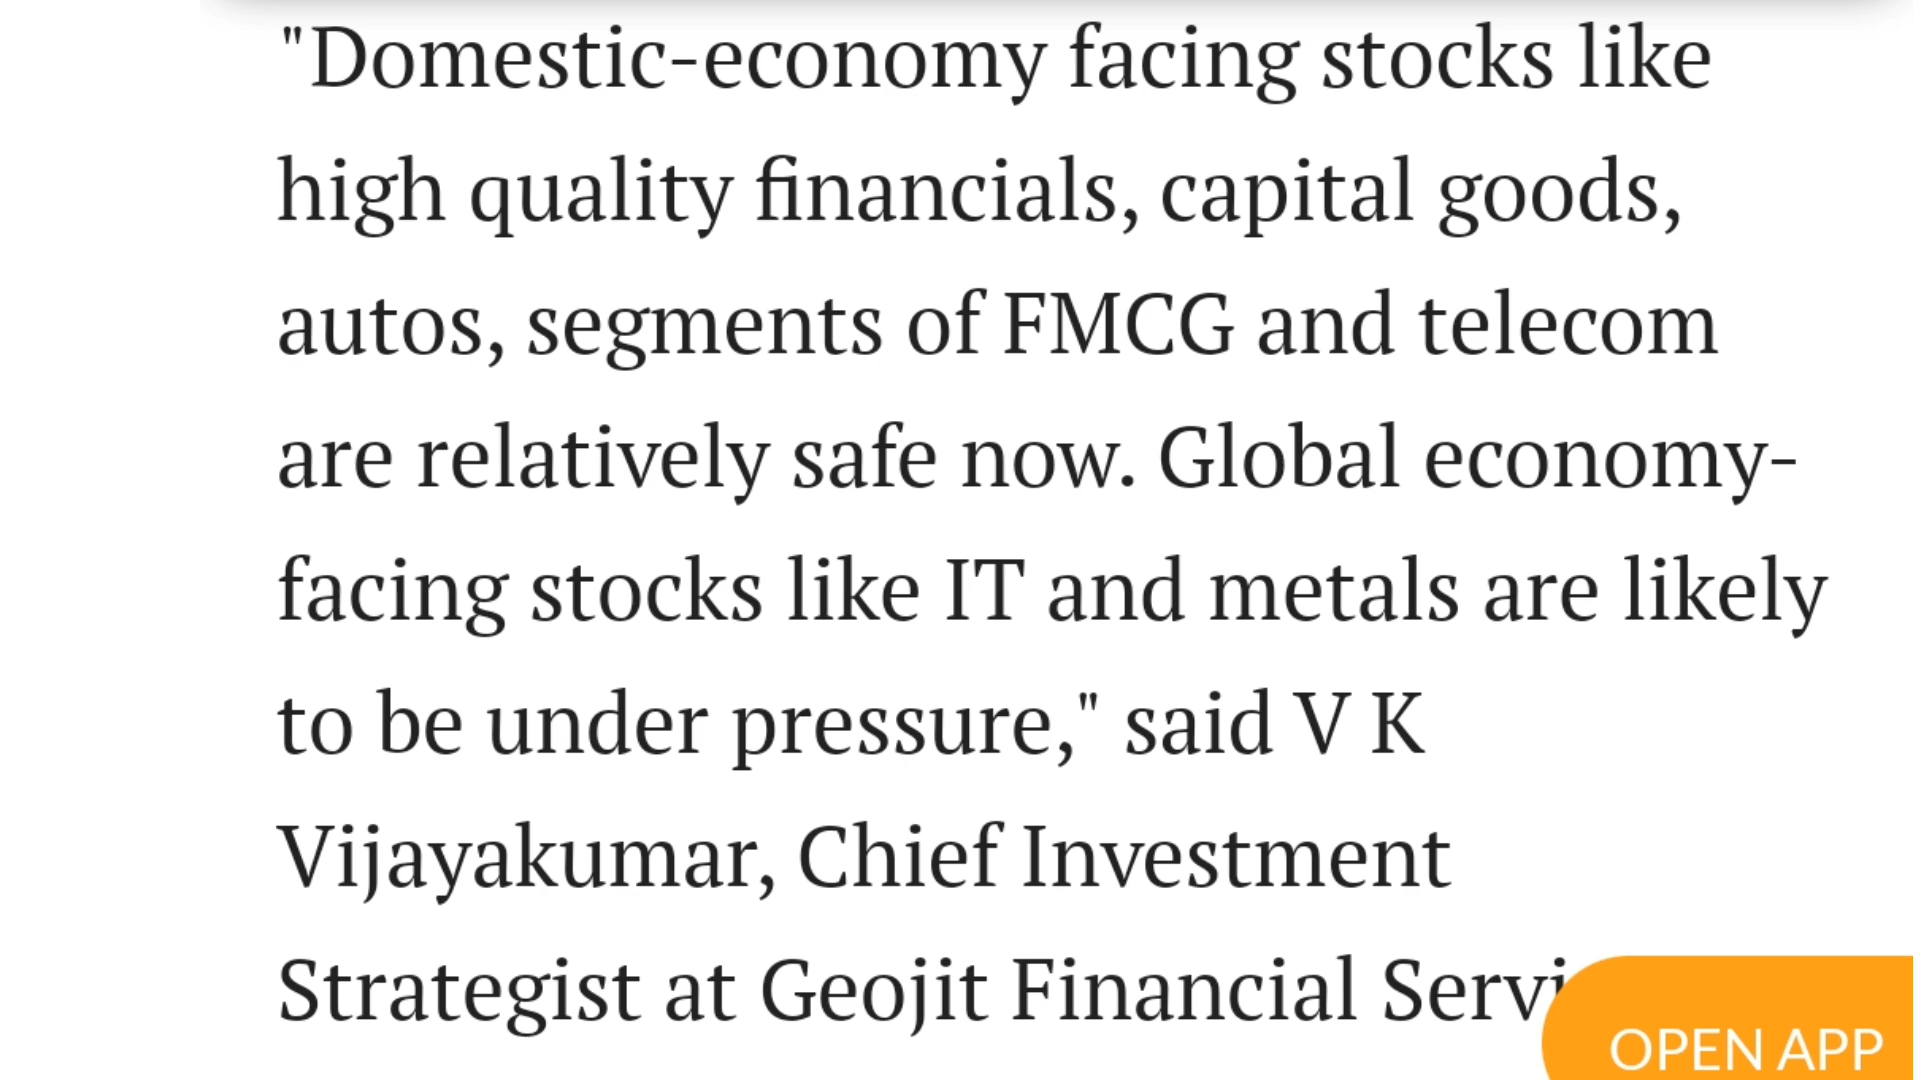 "Domestic-economy facing stocks like
high quality financials, capital goods,
autos, segments of FMCG and telecom
are relatively safe now. Global economy-
facing stocks like IT and metals are likely
to be under pressure," said V K
Vijayakumar, Chief Investment
Strategist at Geojit Financial
OPEN APP